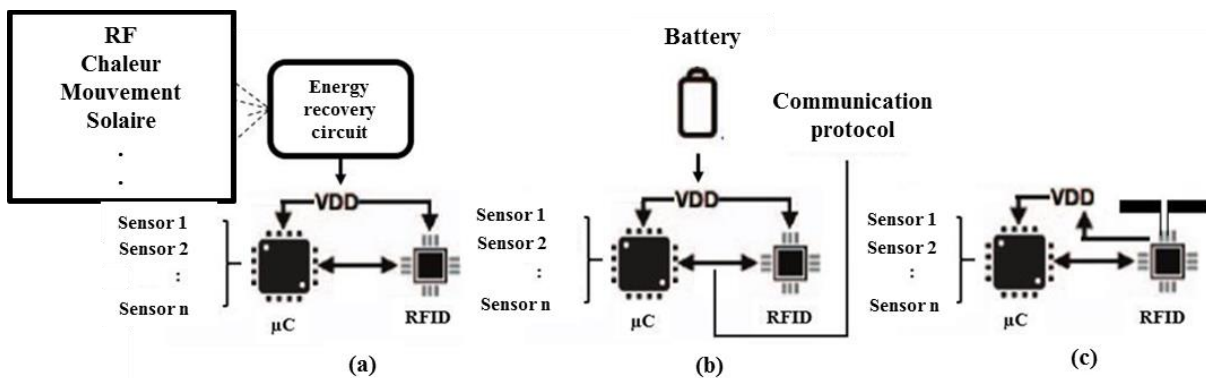 RF
Chaleur
Mouvement
Solaire
.
.
Energy
recovery
circuit
VDD
Sensor 1
Sensor 2
:
Sensor n
µC
RFID
(a)
Battery
VDD
Sensor 1
Sensor 2
:
Sensor n
µC
RFID
Communication
protocol
(b)
VDD
Sensor 1
Sensor 2
:
Sensor n
µC
RFID
(c)